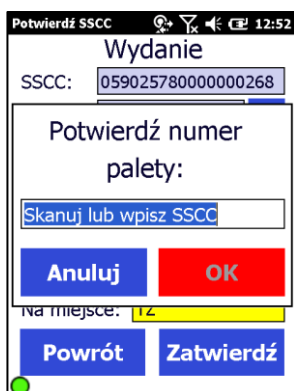 Potwierdź SSCC 12:52
Wydanie
SSCC: 059025780000000268
Potwierdź numer
palety:
Skanuj lub wpisz SSCC
Anuluj OK
Na miejsce: TZ
Powrót Zatwierdź